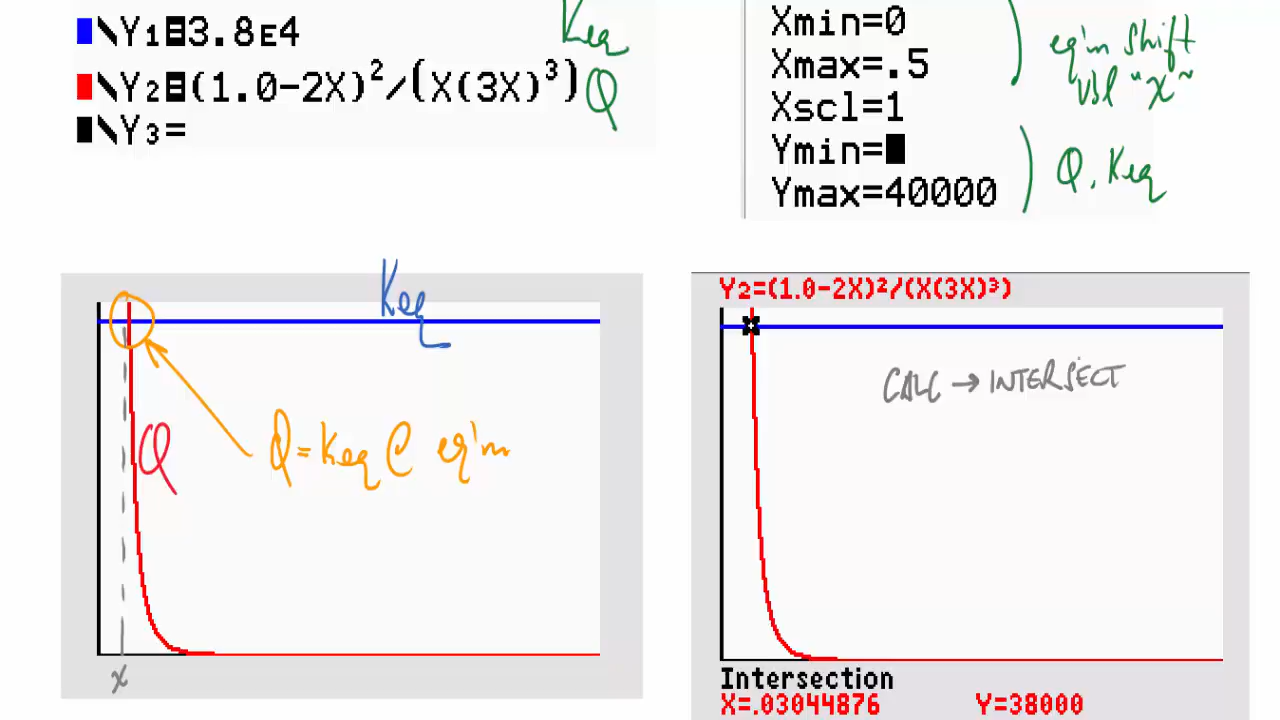 \Y₁=3.8E4
Keq
\Y₂=(1.0-2X)²/(X(3X)³)
Q
\Y₃=
Xmin=0
Xmax=.5
Xscl=1
Ymin=
Ymax=40000
eq'm shift
val "x"
Q, Keq
Keq
Q
Q=Keq @ eq'm
x
Y₂=(1.0-2X)²/(X(3X)³)
CALC → INTERSECT
Intersection
X=.03044876 Y=38000